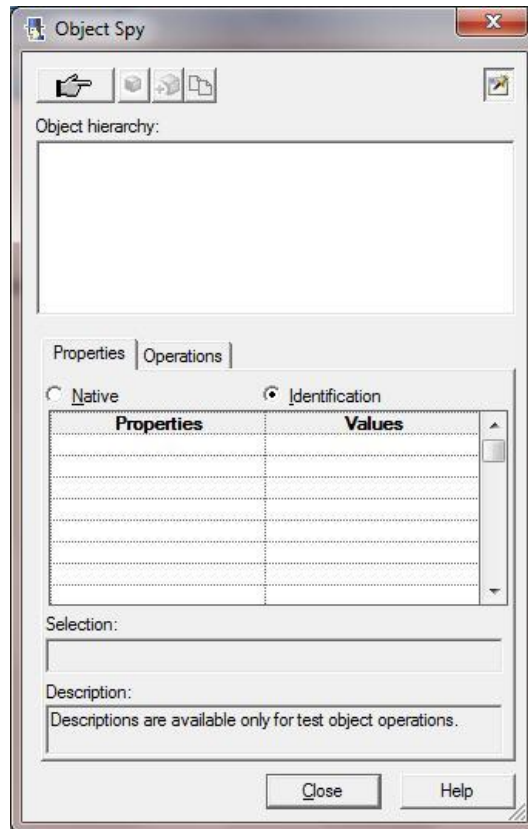 Object Spy
Object hierarchy:
Properties Operations
Native Identification
Properties Values
Selection:
Description:
Descriptions are available only for test object operations.
Close Help